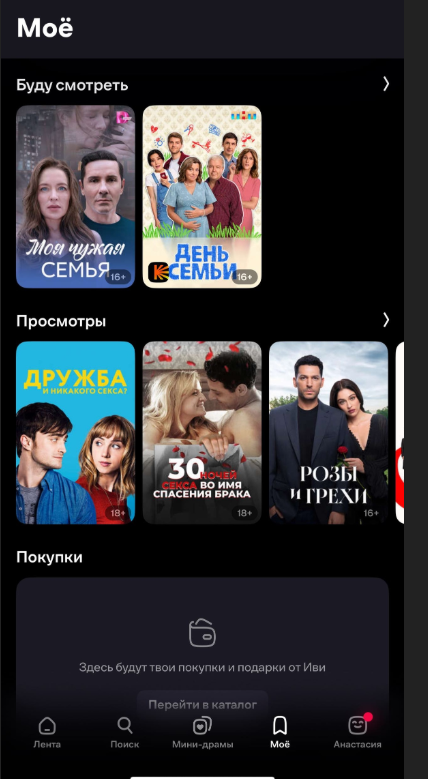 Моё
Буду смотреть
Моя чужая
СЕМЬЯ
16+
ДЕНЬ
СЕМЬИ
16+
Просмотры
ДРУЖБА
И НИКАКОГО СЕКСА?
18+
30 НОЧЕЙ
СЕКСА ВО ИМЯ
СПАСЕНИЯ БРАКА
18+
РОЗЫ
И ГРЕХИ
16+
Покупки
Здесь будут твои покупки и подарки от Иви
Перейти в каталог
Лента
Поиск
Мини-драмы
Моё
Анастасия